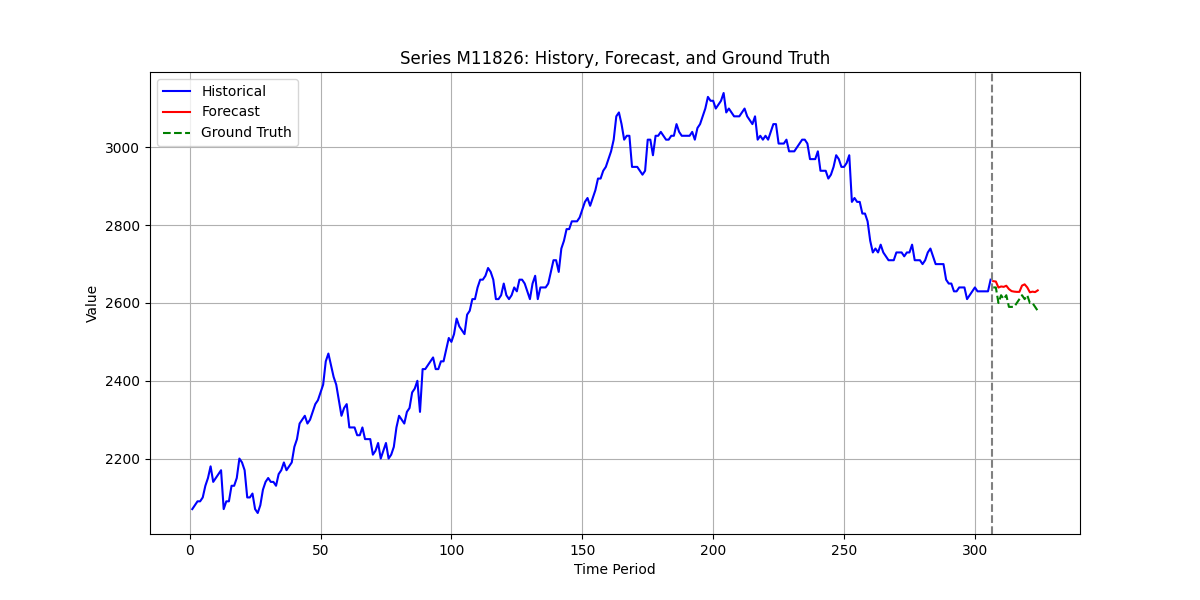 Series M11826: History, Forecast, and Ground Truth
Historical
Forecast
Ground Truth
Value
3000
2800
2600
2400
2200
0 50 100 150 200 250 300
Time Period